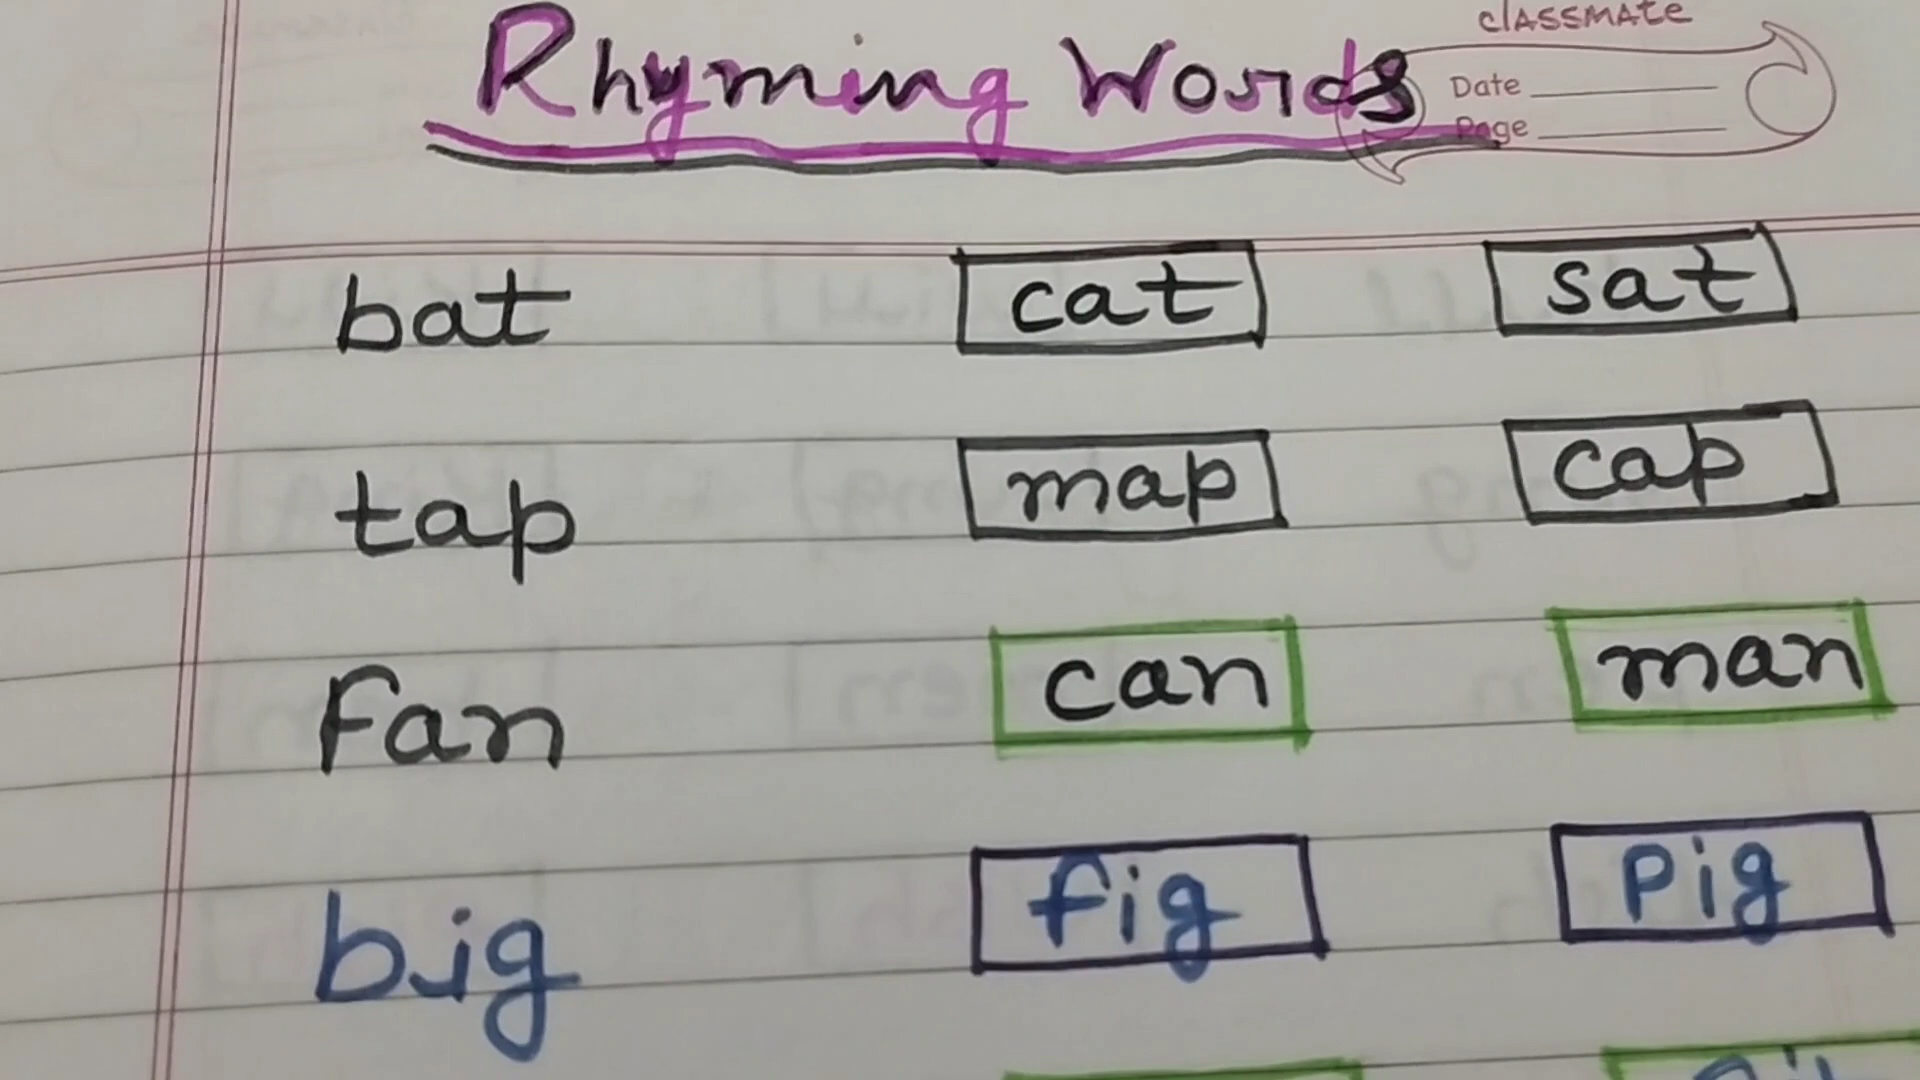 classmate
Rhyming Words
Date
Page
bat cat sat
tap map cap
Fan can man
big fig Pig